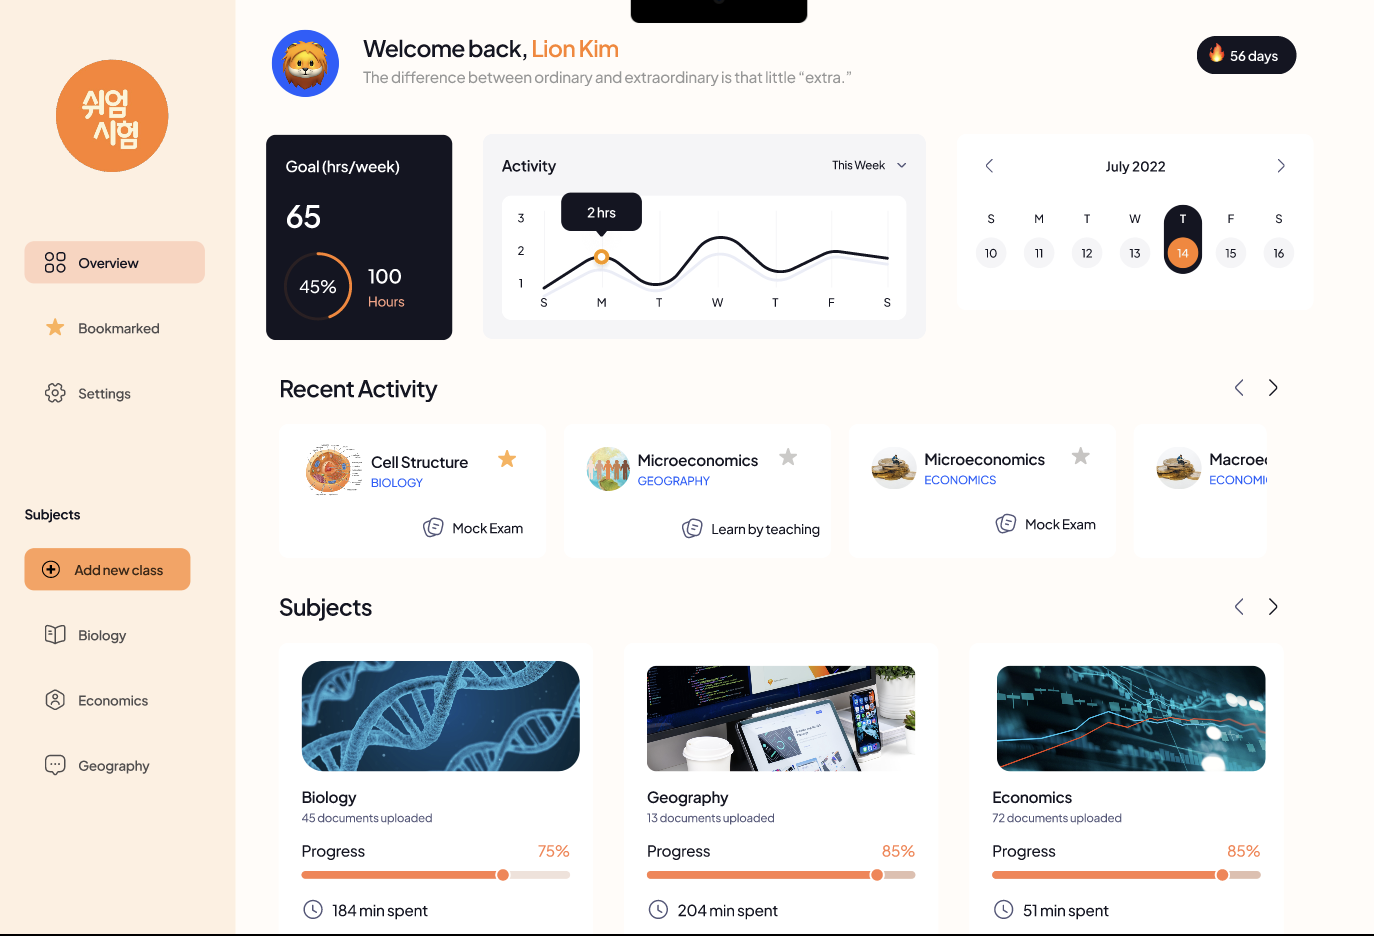 쉬엄
시험
Overview
Bookmarked
Settings
Subjects
Add new class
Biology
Economics
Geography
Welcome back, Lion Kim
The difference between ordinary and extraordinary is that little “extra.”
56 days
Goal (hrs/week)
65
45%
100
Hours
Activity
This Week
3
2
1
2 hrs
S M T W T F S
July 2022
S M T W T F S
10 11 12 13 14 15 16
Recent Activity
Cell Structure
BIOLOGY
Mock Exam
Microeconomics
GEOGRAPHY
Learn by teaching
Microeconomics
ECONOMICS
Mock Exam
Macroec
ECONOMIC
Subjects
Biology
45 documents uploaded
Progress 75%
184 min spent
Geography
13 documents uploaded
Progress 85%
204 min spent
Economics
72 documents uploaded
Progress 85%
51 min spent